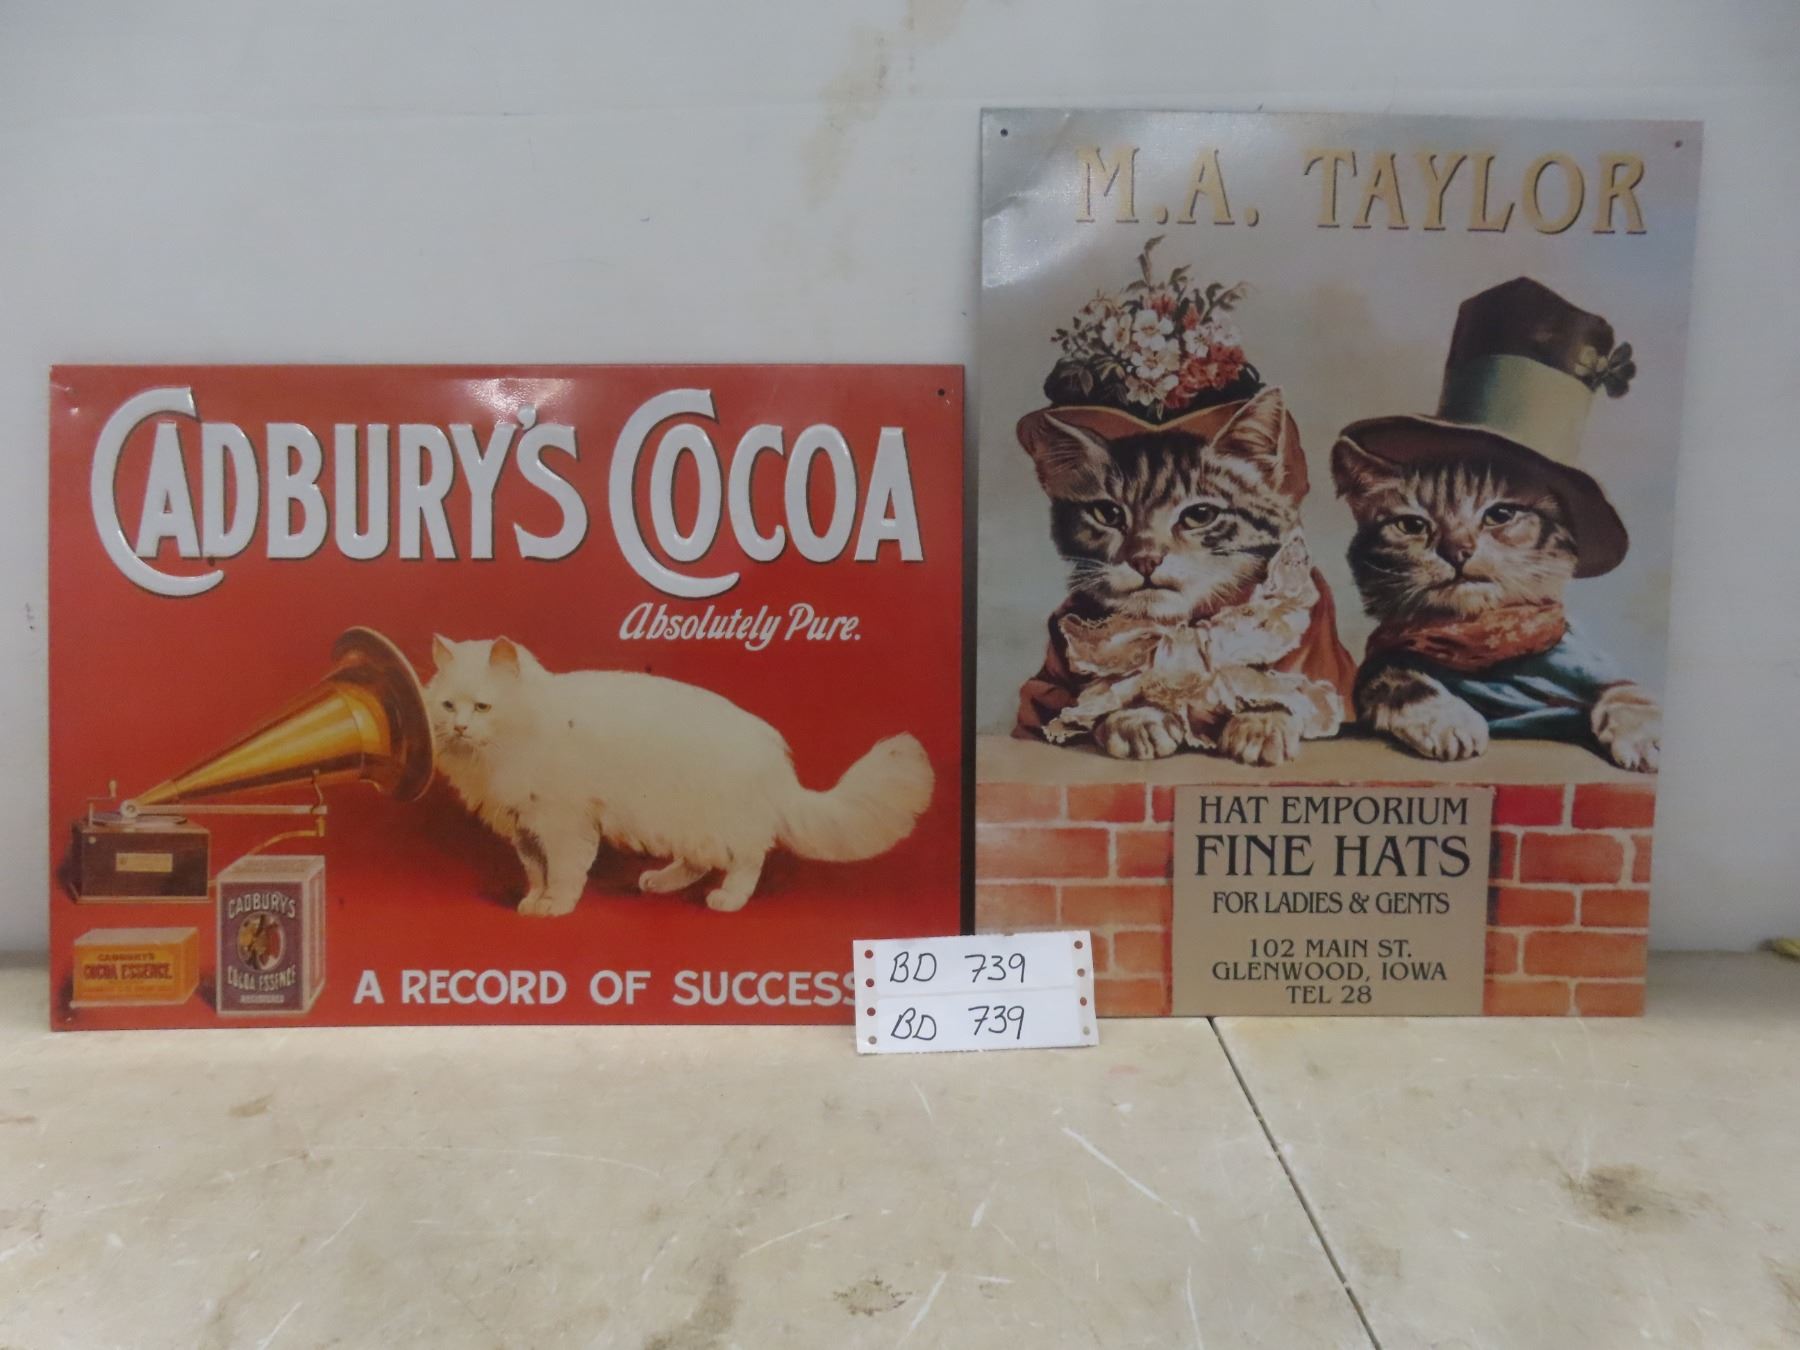 CADBURY'S COCOA
Absolutely Pure.
CADBURY'S
COCOA ESSENCE
REGISTERED
CADBURY'S
COCOA ESSENCE.
A RECORD OF SUCCESS
M.A. TAYLOR
HAT EMPORIUM
FINE HATS
FOR LADIES & GENTS
102 MAIN ST.
GLENWOOD, IOWA
TEL 28
BD 739
BD 739